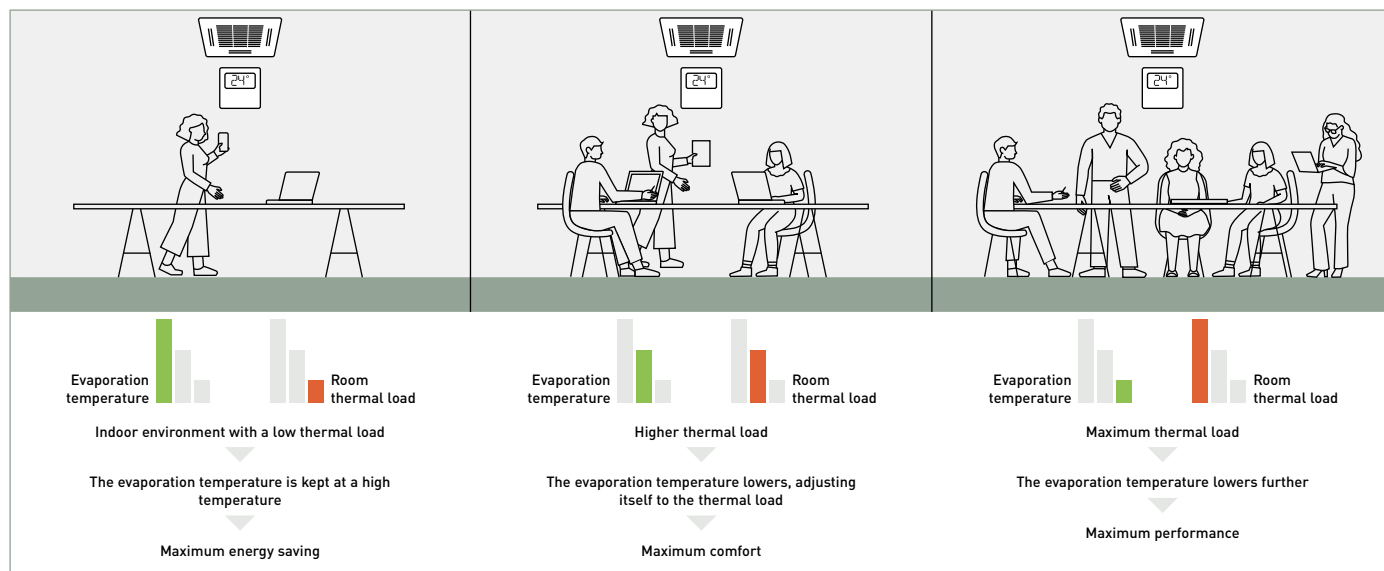 24°
Evaporation
temperature
Room
thermal load
Indoor environment with a low thermal load
The evaporation temperature is kept at a high
temperature
Maximum energy saving
24°
Evaporation
temperature
Room
thermal load
Higher thermal load
The evaporation temperature lowers, adjusting
itself to the thermal load
Maximum comfort
24°
Evaporation
temperature
Room
thermal load
Maximum thermal load
The evaporation temperature lowers further
Maximum performance